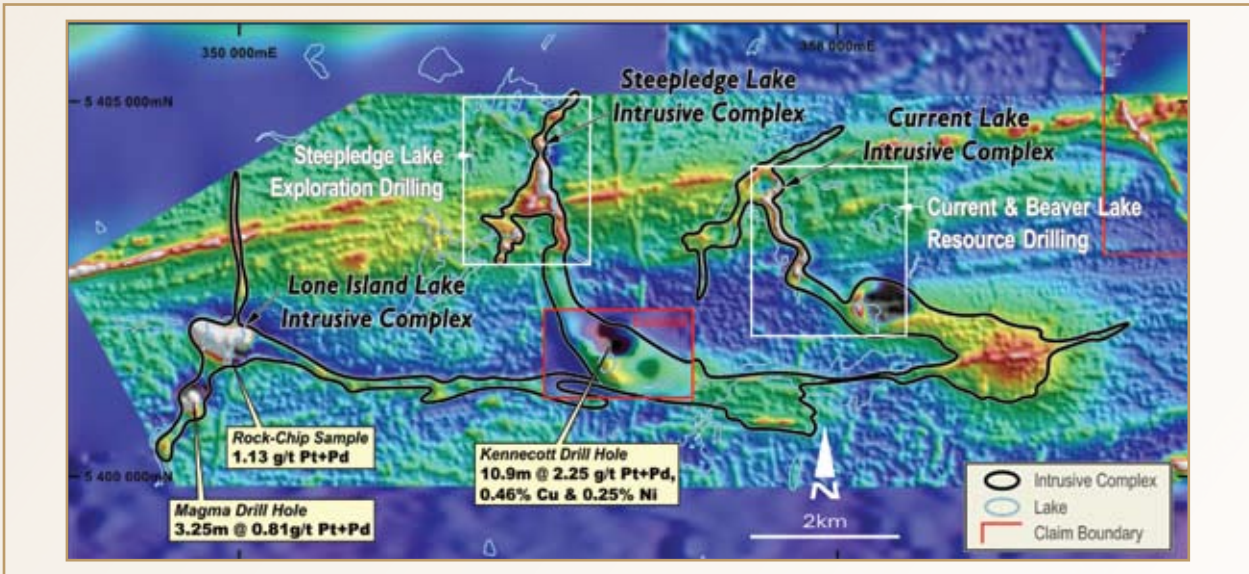 350 000mE
358 000mE
5 405 000mN
Steepledge Lake
Intrusive Complex
Current Lake
Intrusive Complex
Steepledge Lake
Exploration Drilling
Current & Beaver Lake
Resource Drilling
Lone Island Lake
Intrusive Complex
Rock-Chip Sample
1.13 g/t Pt+Pd
Kennecott Drill Hole
10.9m @ 2.25 g/t Pt+Pd,
0.46% Cu & 0.25% Ni
5 400 000mN
Magma Drill Hole
3.25m @ 0.81g/t Pt+Pd
N
2km
Intrusive Complex
Lake
Claim Boundary